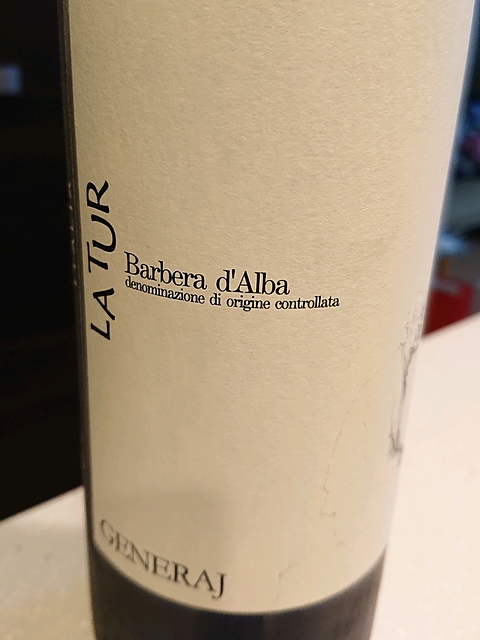 LA TUR
Barbera d'Alba
denominazione di origine controllata
GENERAJ